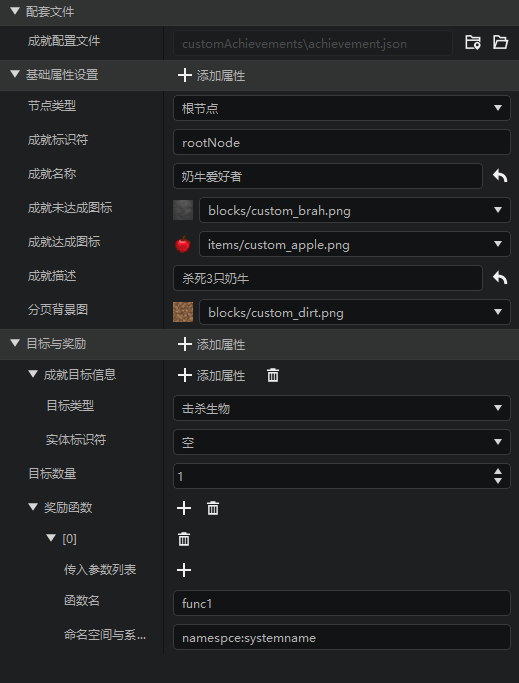 配套文件
成就配置文件 customAchievements\achievement.json
基础属性设置 添加属性
节点类型 根节点
成就标识符 rootNode
成就名称 奶牛爱好者
成就未达成图标 blocks/custom_brah.png
成就达成图标 items/custom_apple.png
成就描述 杀死3只奶牛
分页背景图 blocks/custom_dirt.png
目标与奖励 添加属性
成就目标信息 添加属性
目标类型 击杀生物
实体标识符 空
目标数量 1
奖励函数
[0]
传入参数列表
函数名 func1
命名空间与系... namespce:systemname